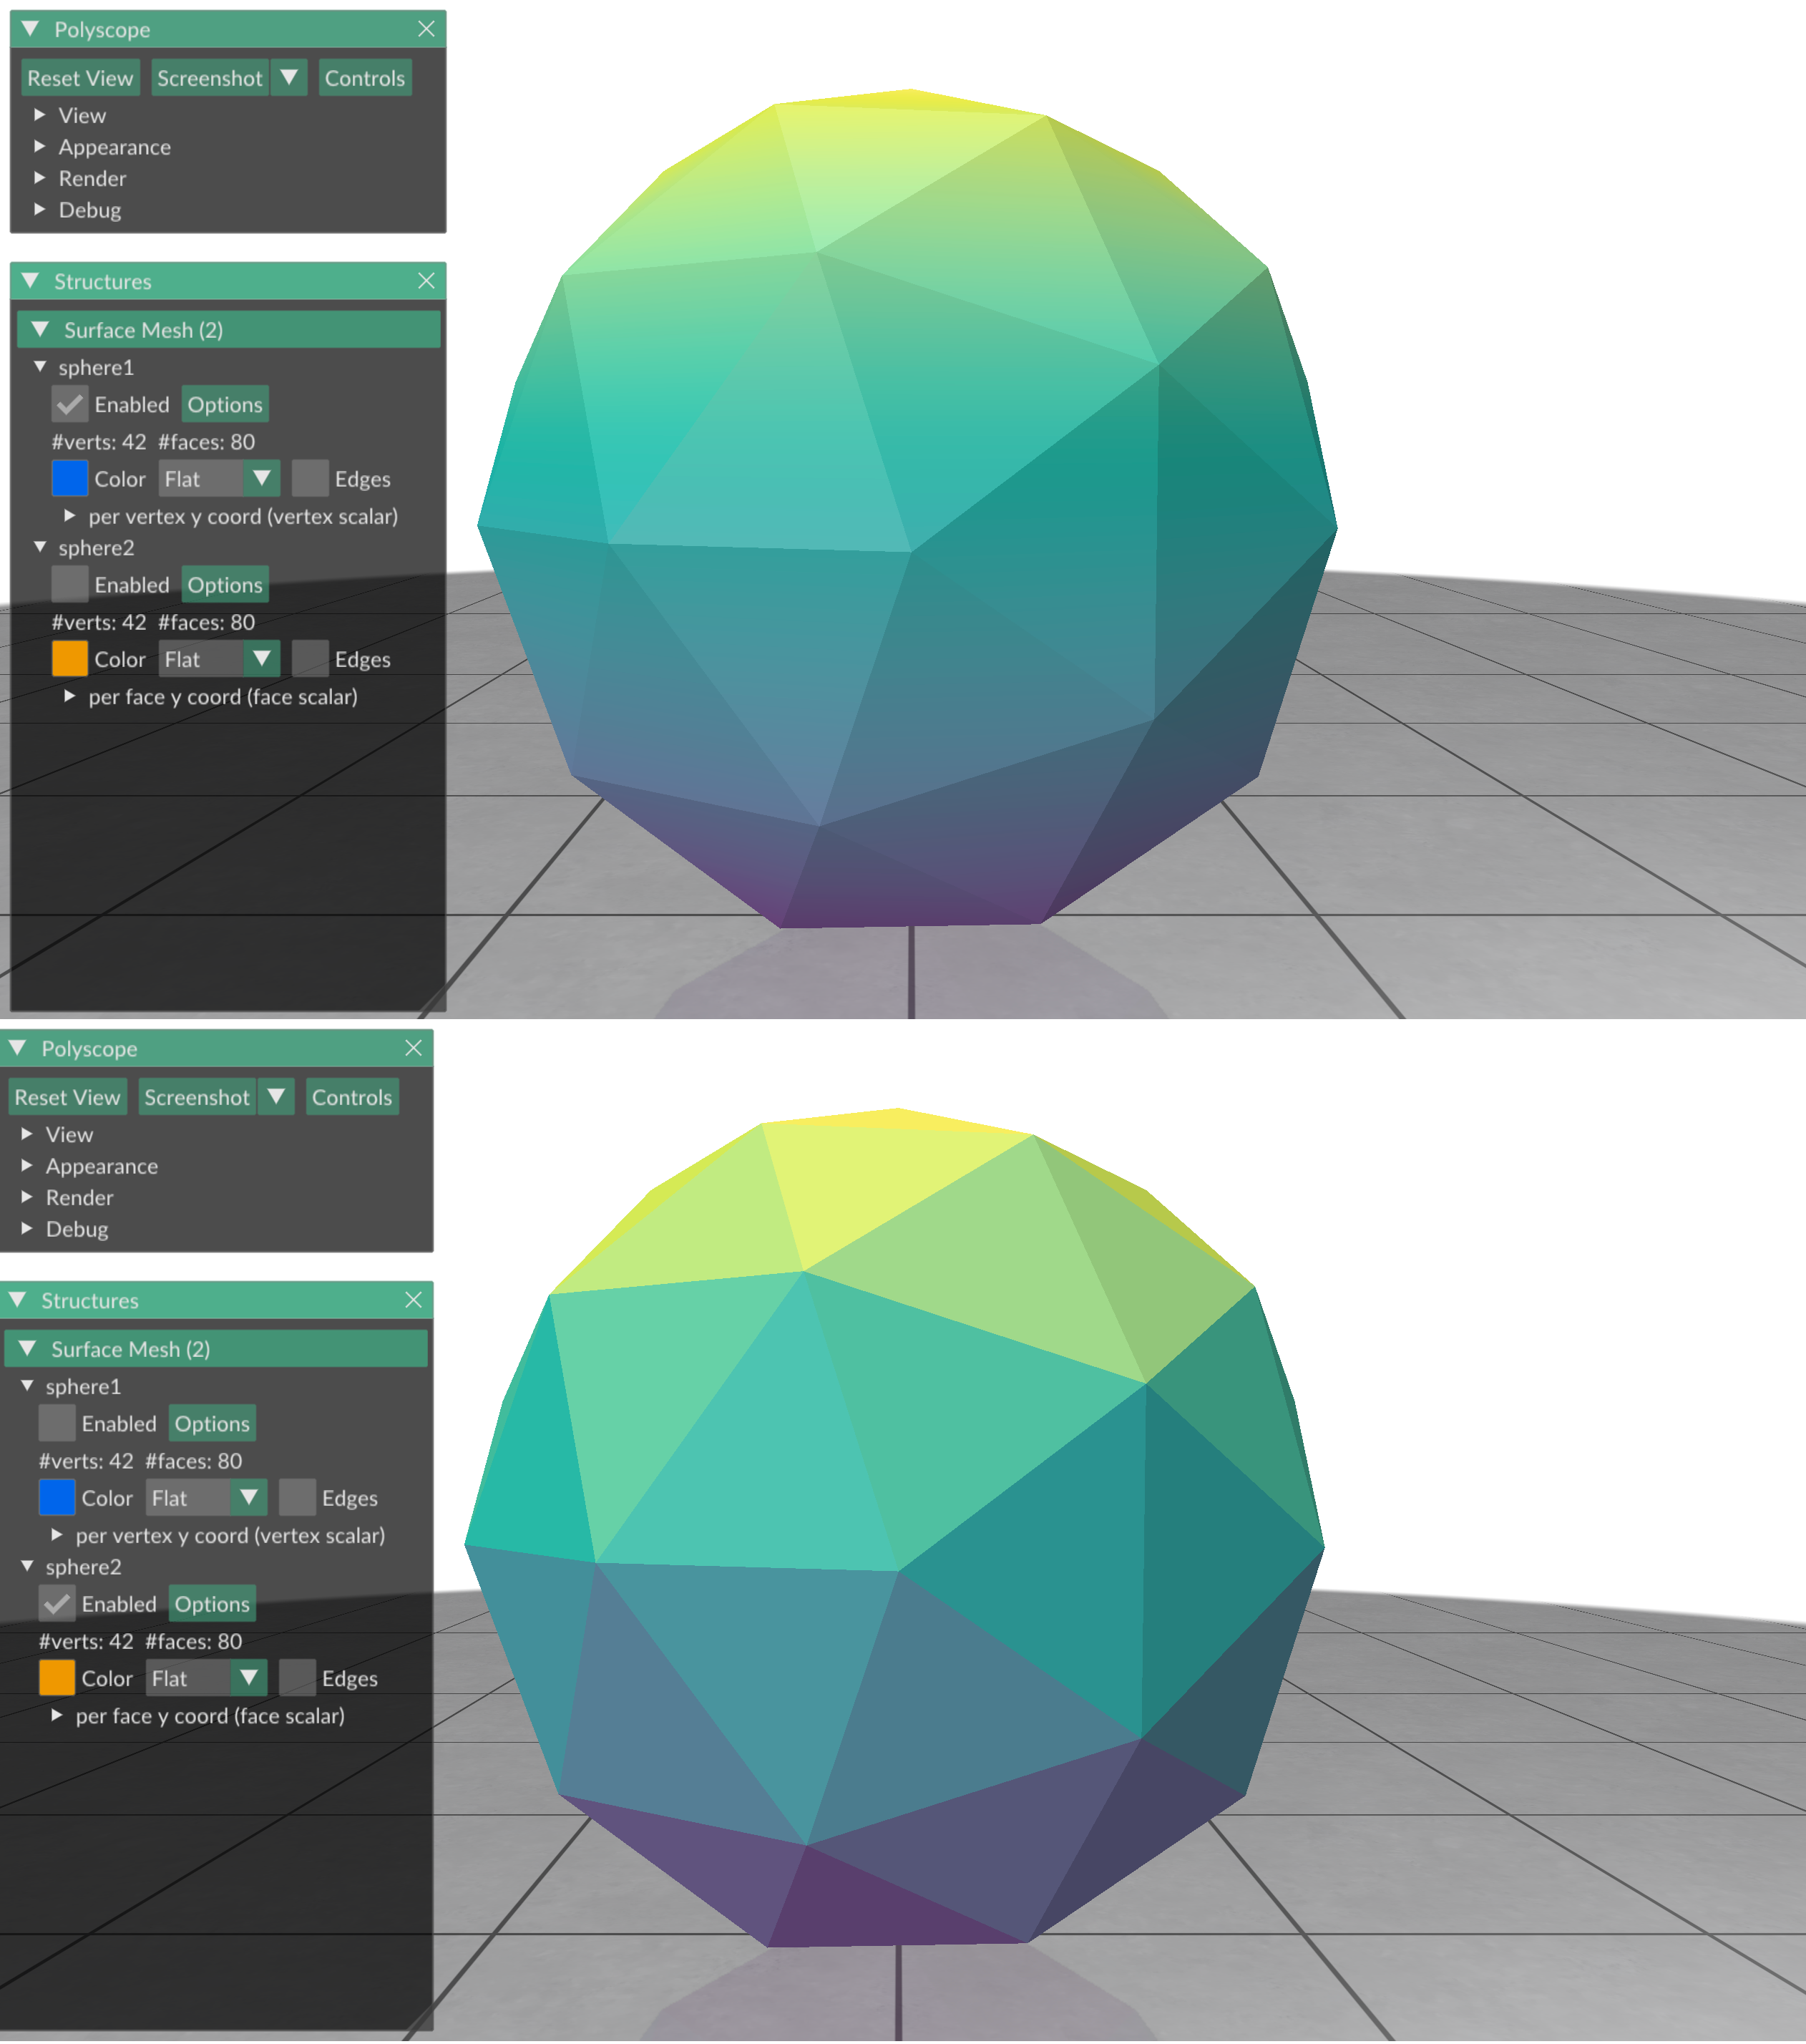 Polyscope
Reset View Screenshot Controls
View
Appearance
Render
Debug
Structures
Surface Mesh (2)
sphere1
Enabled Options
#verts: 42 #faces: 80
Color Flat Edges
per vertex y coord (vertex scalar)
sphere2
Enabled Options
#verts: 42 #faces: 80
Color Flat Edges
per face y coord (face scalar)
Polyscope
Reset View Screenshot Controls
View
Appearance
Render
Debug
Structures
Surface Mesh (2)
sphere1
Enabled Options
#verts: 42 #faces: 80
Color Flat Edges
per vertex y coord (vertex scalar)
sphere2
Enabled Options
#verts: 42 #faces: 80
Color Flat Edges
per face y coord (face scalar)